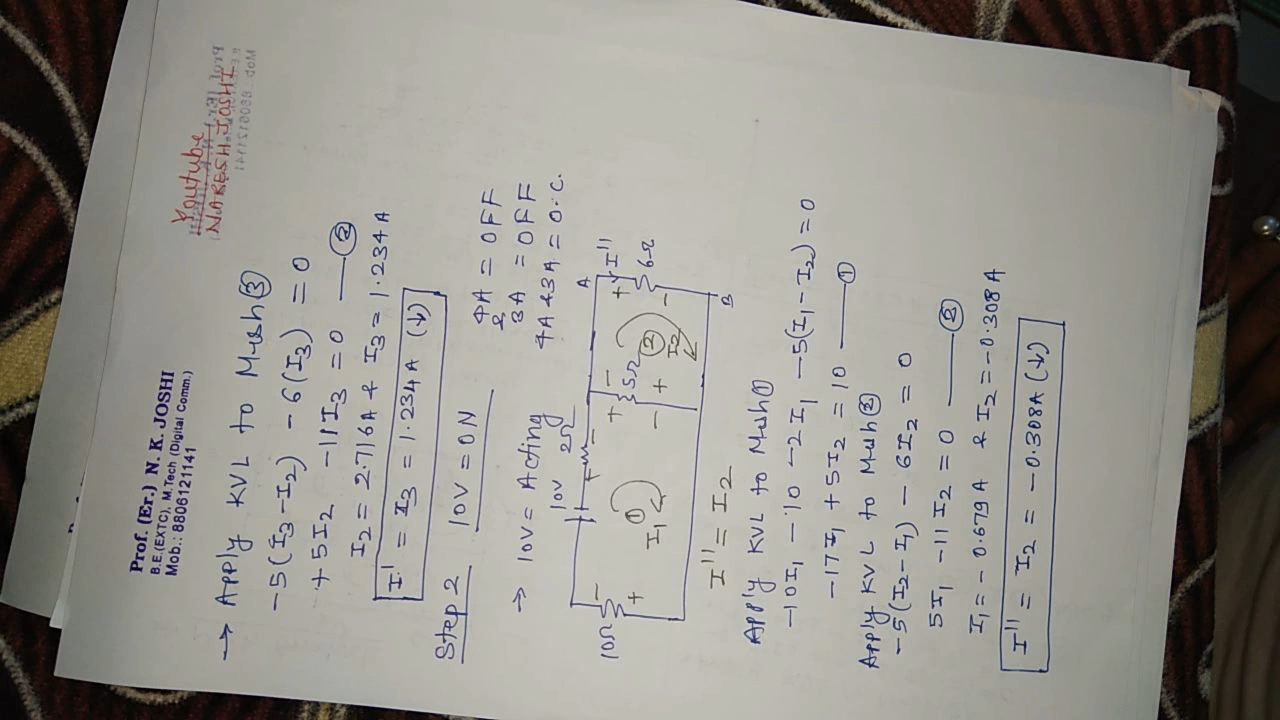 Prof. (Er.) N. K. JOSHI
B.E.(EXTC), M.Tech (Digital Comm.)
Mob.: 8806121141
Youtube
NARESH JOSHI
→ Apply KVL to Mesh ③
-5(I3-I2) - 6(I3) = 0
+5I2 - 11I3 = 0 —— ③
I2 = 2.716A & I3 = 1.234A
I' = I3 = 1.234A (↓)
Step 2 10V = ON
4A = OFF
& 3A = OFF
→ 10V = Acting 4A & 3A = O.C.
10V 2Ω A
+ - + - + I''
10Ω - + I1 ① - 5Ω + ② I2 - 6Ω
B
I'' = I2
Apply KVL to Mesh ①
-10I1 - 10 - 2I1 - 5(I1 - I2) = 0
-17I1 + 5I2 = 10 —— ①
Apply KVL to Mesh ②
-5(I2-I1) - 6I2 = 0
5I1 - 11I2 = 0 —— ②
I1 = -0.679A & I2 = -0.308A
I'' = I2 = -0.308A (↓)